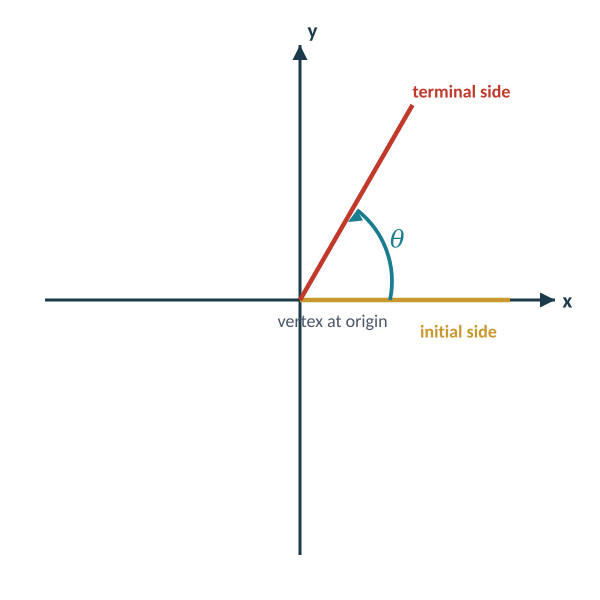 y
terminal side
θ
x
vertex at origin
initial side